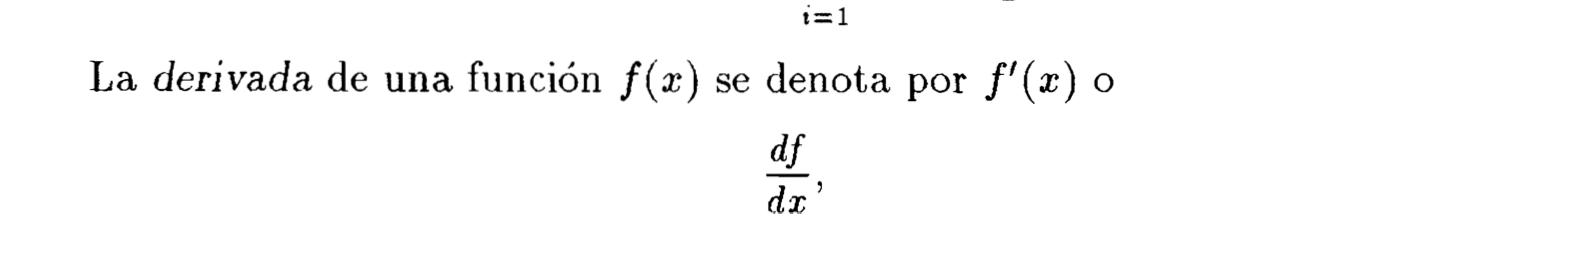 i=1
La derivada de una función f(x) se denota por f'(x) o
df
dx,